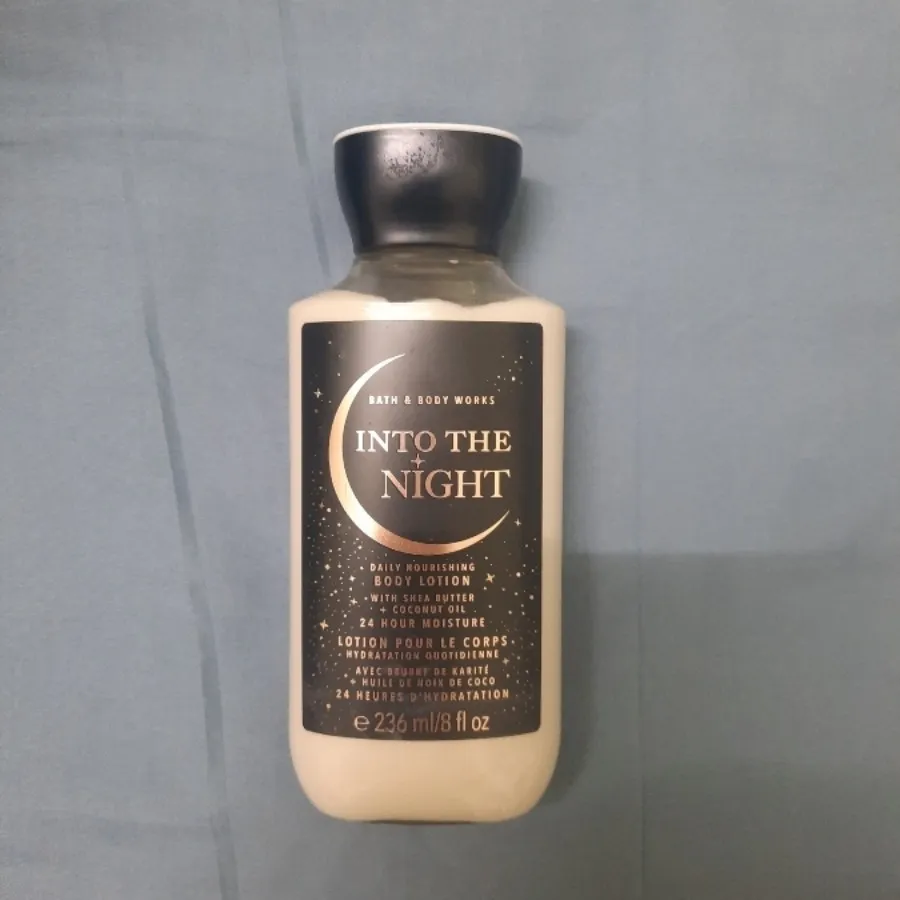 BATH & BODY WORKS
INTO THE
NIGHT
DAILY NOURISHING
BODY LOTION
WITH SHEA BUTTER
+ COCONUT OIL
24 HOUR MOISTURE
LOTION POUR LE CORPS
HYDRATATION QUOTIDIENNE
AVEC BEURRE DE KARITÉ
+ HUILE DE NOIX DE COCO
24 HEURES D'HYDRATATION
℮ 236 ml/8 fl oz